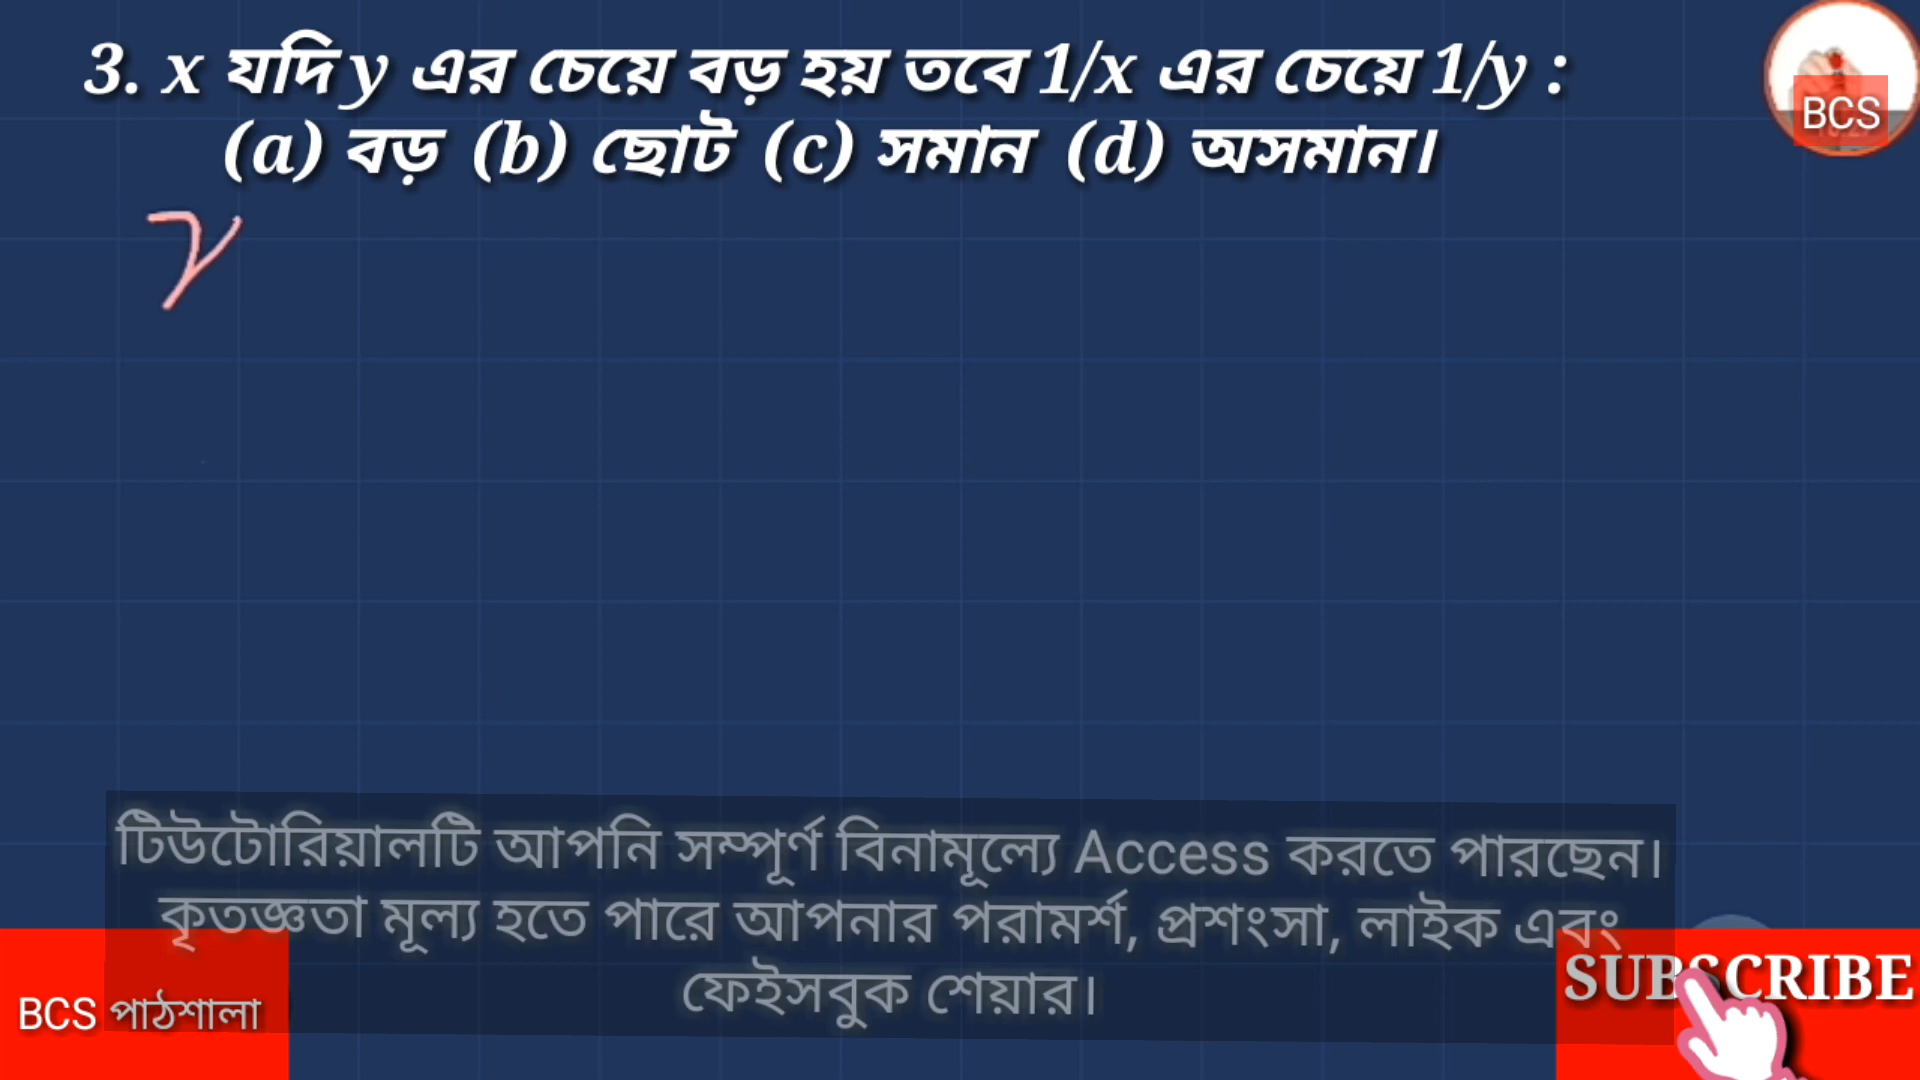 3. x যদি y এর চেয়ে বড় হয় তবে 1/x এর চেয়ে 1/y :
(a) বড় (b) ছোট (c) সমান (d) অসমান।
BCS
টিউটোরিয়ালটি আপনি সম্পূর্ণ বিনামূল্যে Access করতে পারছেন।
কৃতজ্ঞতা মূল্য হতে পারে আপনার পরামর্শ, প্রশংসা, লাইক এবং
ফেইসবুক শেয়ার।
BCS পাঠশালা
SUBSCRIBE